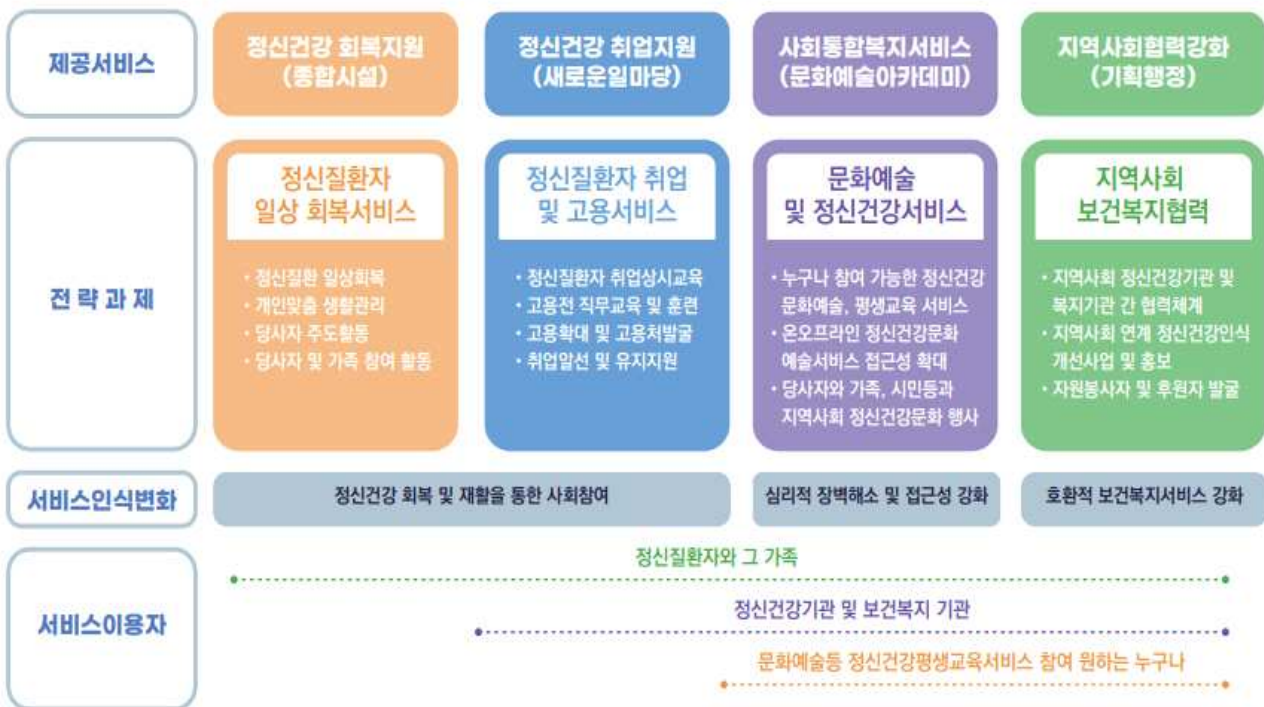 제공서비스
정신건강 회복지원
(종합시설)
정신건강 취업지원
(새로운일마당)
사회통합복지서비스
(문화예술아카데미)
지역사회협력강화
(기획행정)
전 략 과 제
정신질환자
일상 회복서비스
• 정신질환 일상회복
• 개인맞춤 생활관리
• 당사자 주도활동
• 당사자 및 가족 참여 활동
정신질환자 취업
및 고용서비스
• 정신질환자 취업상시교육
• 고용전 직무교육 및 훈련
• 고용확대 및 고용처발굴
• 취업알선 및 유지지원
문화예술
및 정신건강서비스
• 누구나 참여 가능한 정신건강
문화예술, 평생교육 서비스
• 온오프라인 정신건강문화
예술서비스 접근성 확대
• 당사자와 가족, 시민등과
지역사회 정신건강문화 행사
지역사회
보건복지협력
• 지역사회 정신건강기관 및
복지기관 간 협력체계
• 지역사회 연계 정신건강인식
개선사업 및 홍보
• 자원봉사자 및 후원자 발굴
서비스인식변화
정신건강 회복 및 재활을 통한 사회참여
심리적 장벽해소 및 접근성 강화
호환적 보건복지서비스 강화
서비스이용자
정신질환자와 그 가족
정신건강기관 및 보건복지 기관
문화예술등 정신건강평생교육서비스 참여 원하는 누구나